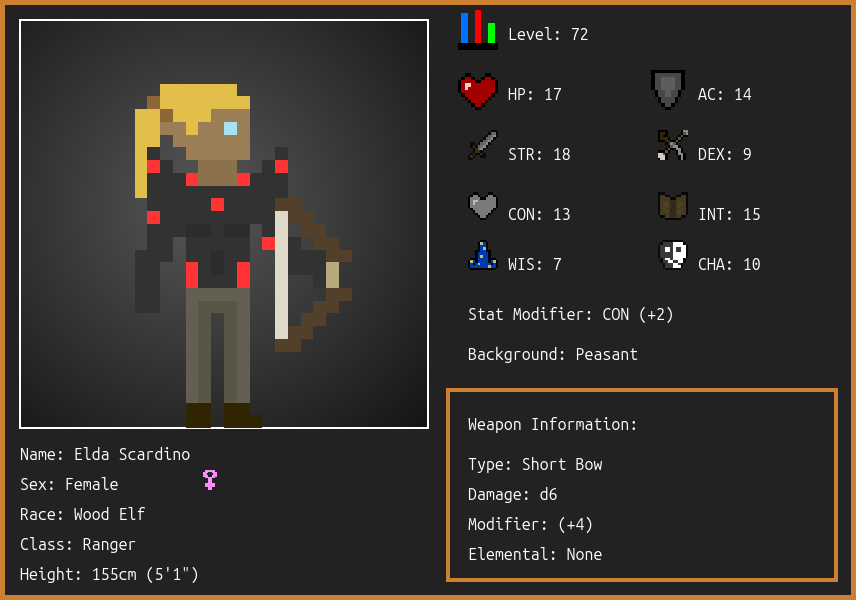 Level: 72
HP: 17
AC: 14
STR: 18
DEX: 9
CON: 13
INT: 15
WIS: 7
CHA: 10
Stat Modifier: CON (+2)
Background: Peasant
Weapon Information:
Type: Short Bow
Damage: d6
Modifier: (+4)
Elemental: None
Name: Elda Scardino
Sex: Female
Race: Wood Elf
Class: Ranger
Height: 155cm (5'1")